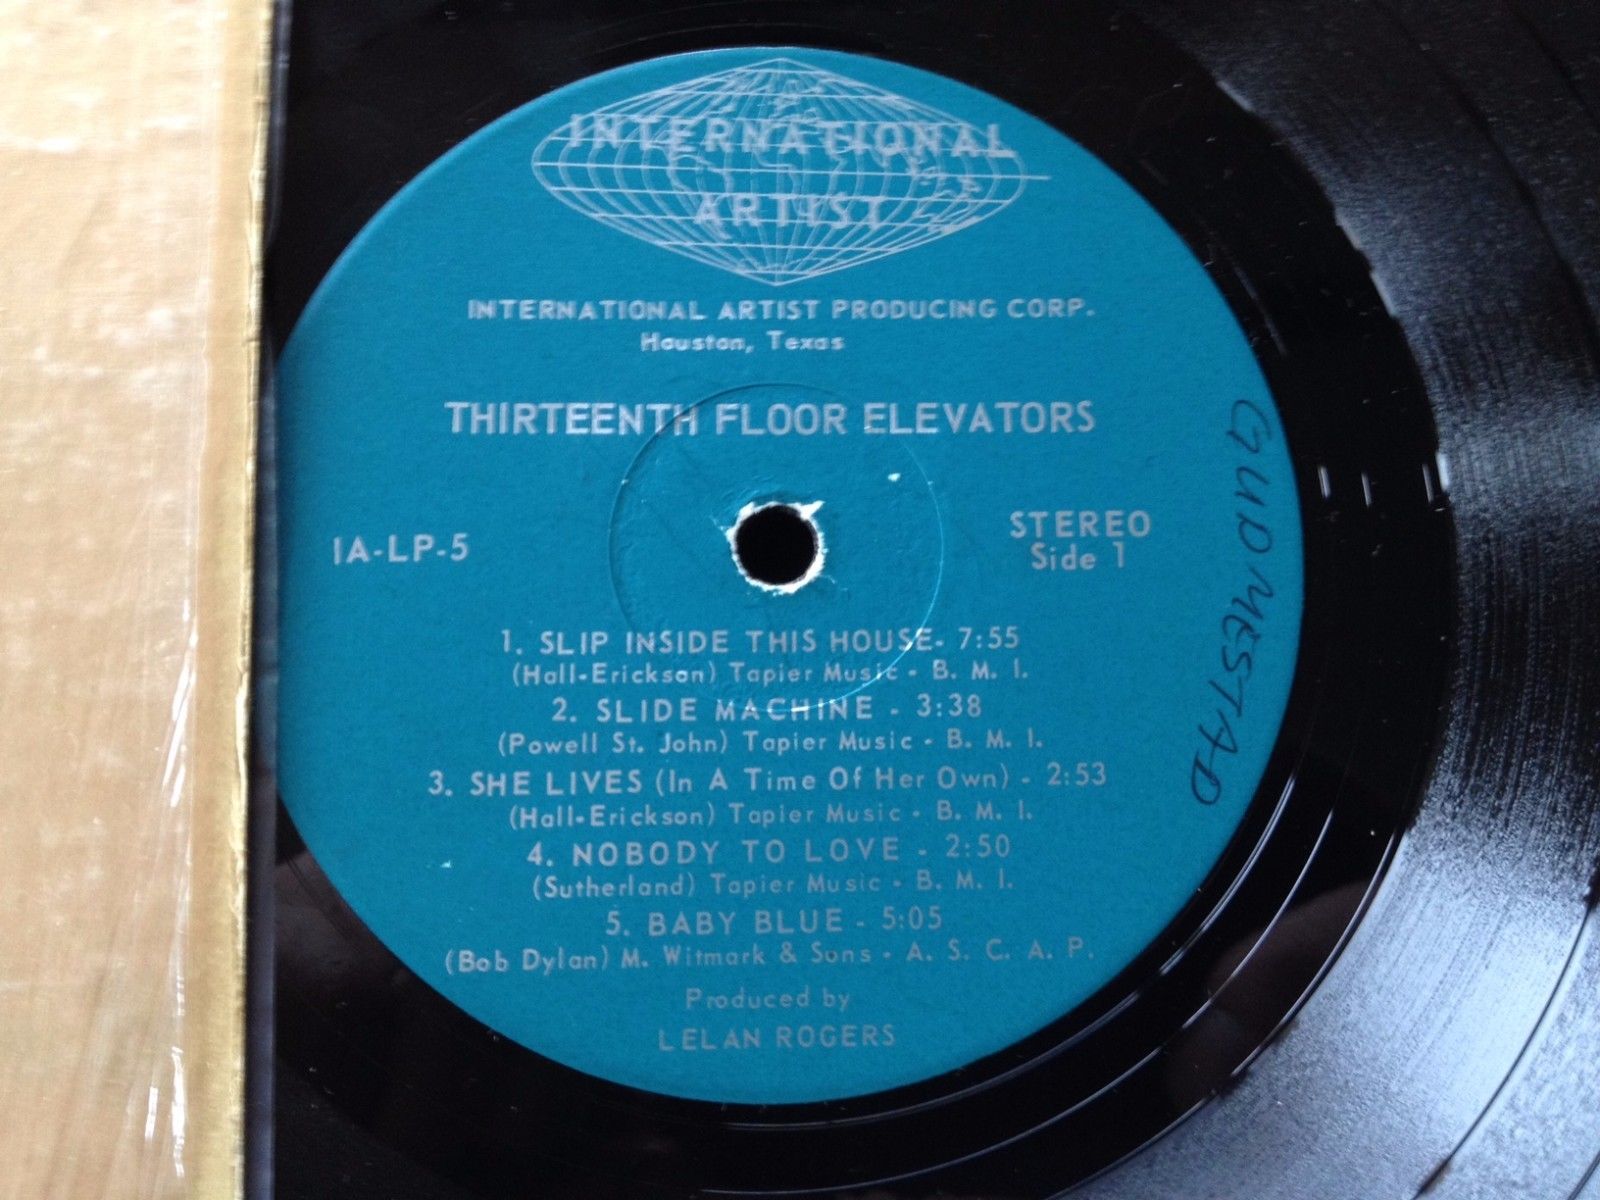 INTERNATIONAL
ARTIST
INTERNATIONAL ARTIST PRODUCING CORP.
Houston, Texas
THIRTEENTH FLOOR ELEVATORS
IA-LP-5
STEREO
Side 1
1. SLIP INSIDE THIS HOUSE- 7:55
(Hall-Erickson) Tapier Music - B. M. I.
2. SLIDE MACHINE - 3:38
(Powell St. John) Tapier Music - B. M. I.
3. SHE LIVES (In A Time Of Her Own) - 2:53
(Hall-Erickson) Tapier Music - B. M. I.
4. NOBODY TO LOVE - 2:50
(Sutherland) Tapier Music - B. M. I.
5. BABY BLUE - 5:05
(Bob Dylan) M. Witmark & Sons - A. S. C. A. P.
Produced by
LELAN ROGERS
GUDMESTAD